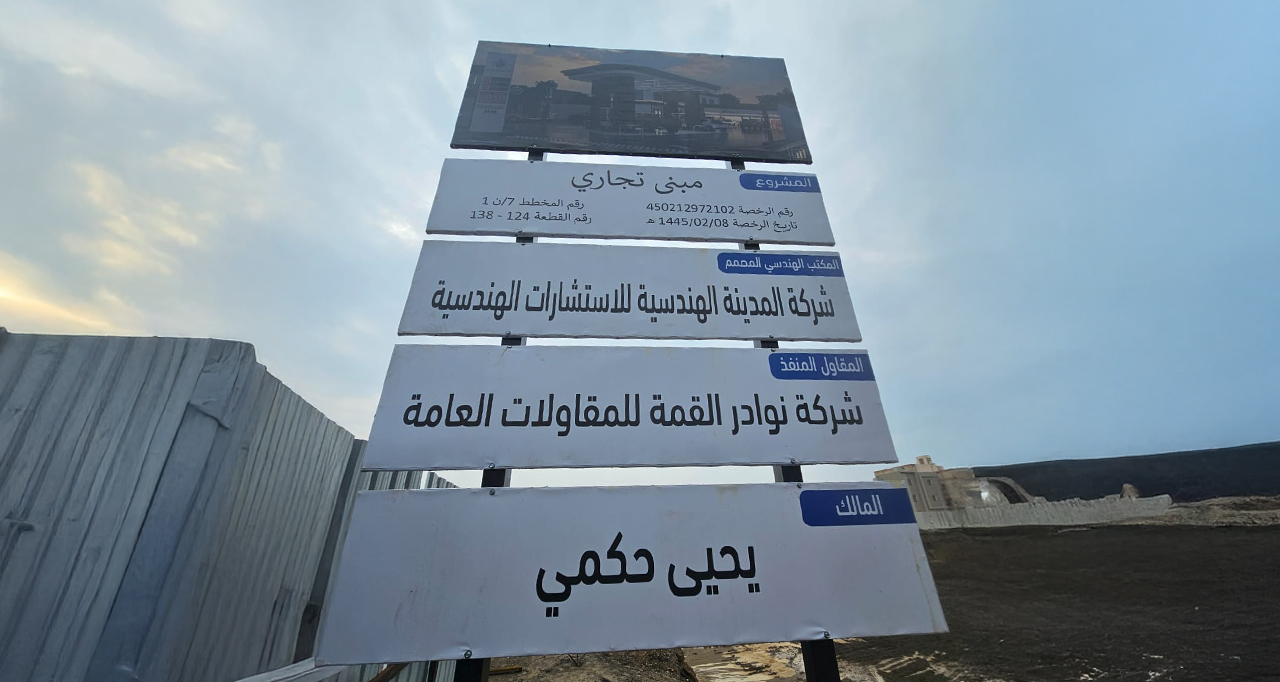 المشروع
مبنى تجاري
رقم الرخصة 450212972102
رقم المخطط 7/ن 1
تاريخ الرخصة 1445/02/08 هـ
رقم القطعة 124 - 138
المكتب الهندسي المصمم
شركة المدينة الهندسية للاستشارات الهندسية
المقاول المنفذ
شركة نوادر القمة للمقاولات العامة
المالك
يحيى حكمي